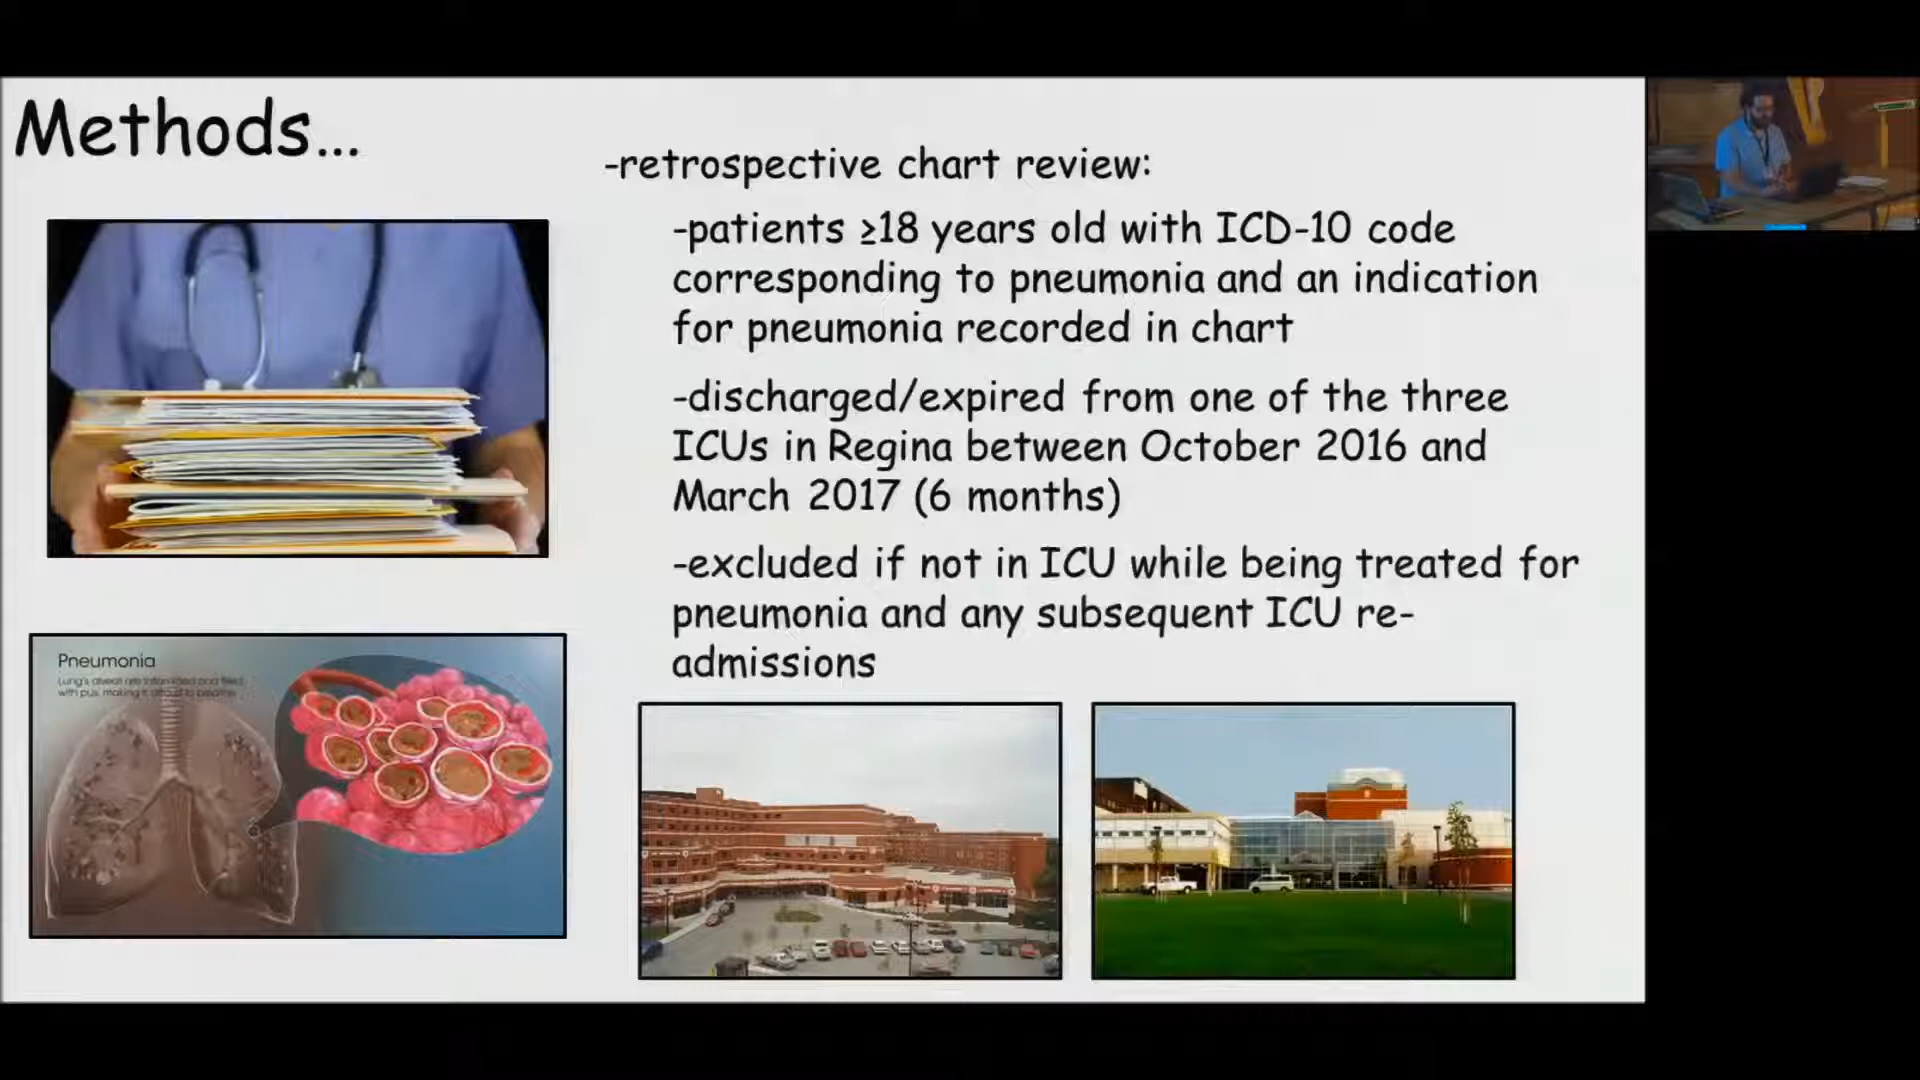 Methods...
-retrospective chart review:
-patients ≥18 years old with ICD-10 code
corresponding to pneumonia and an indication
for pneumonia recorded in chart
-discharged/expired from one of the three
ICUs in Regina between October 2016 and
March 2017 (6 months)
-excluded if not in ICU while being treated for
pneumonia and any subsequent ICU re-
admissions
Pneumonia
Lung's alveoli are inflammed and filled
with pus, making it difficult to breathe